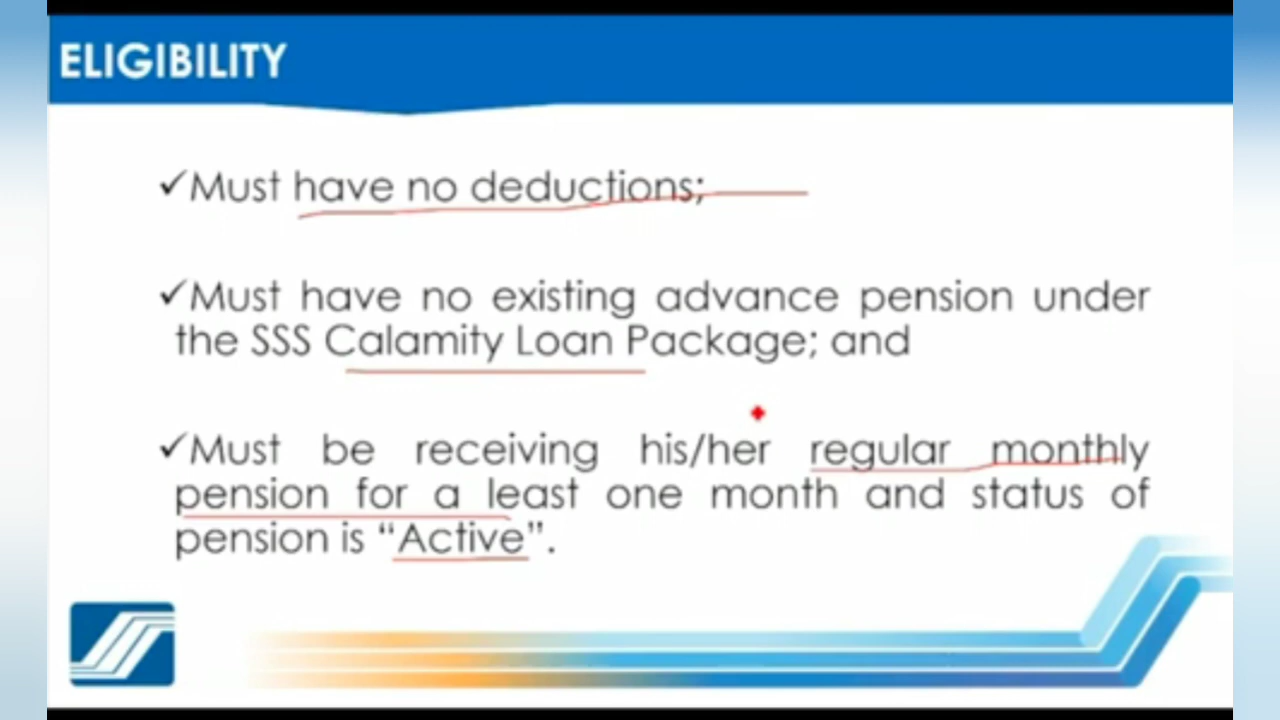 ELIGIBILITY
✓Must have no deductions;
✓Must have no existing advance pension under
the SSS Calamity Loan Package; and
✓Must be receiving his/her regular monthly
pension for a least one month and status of
pension is “Active”.